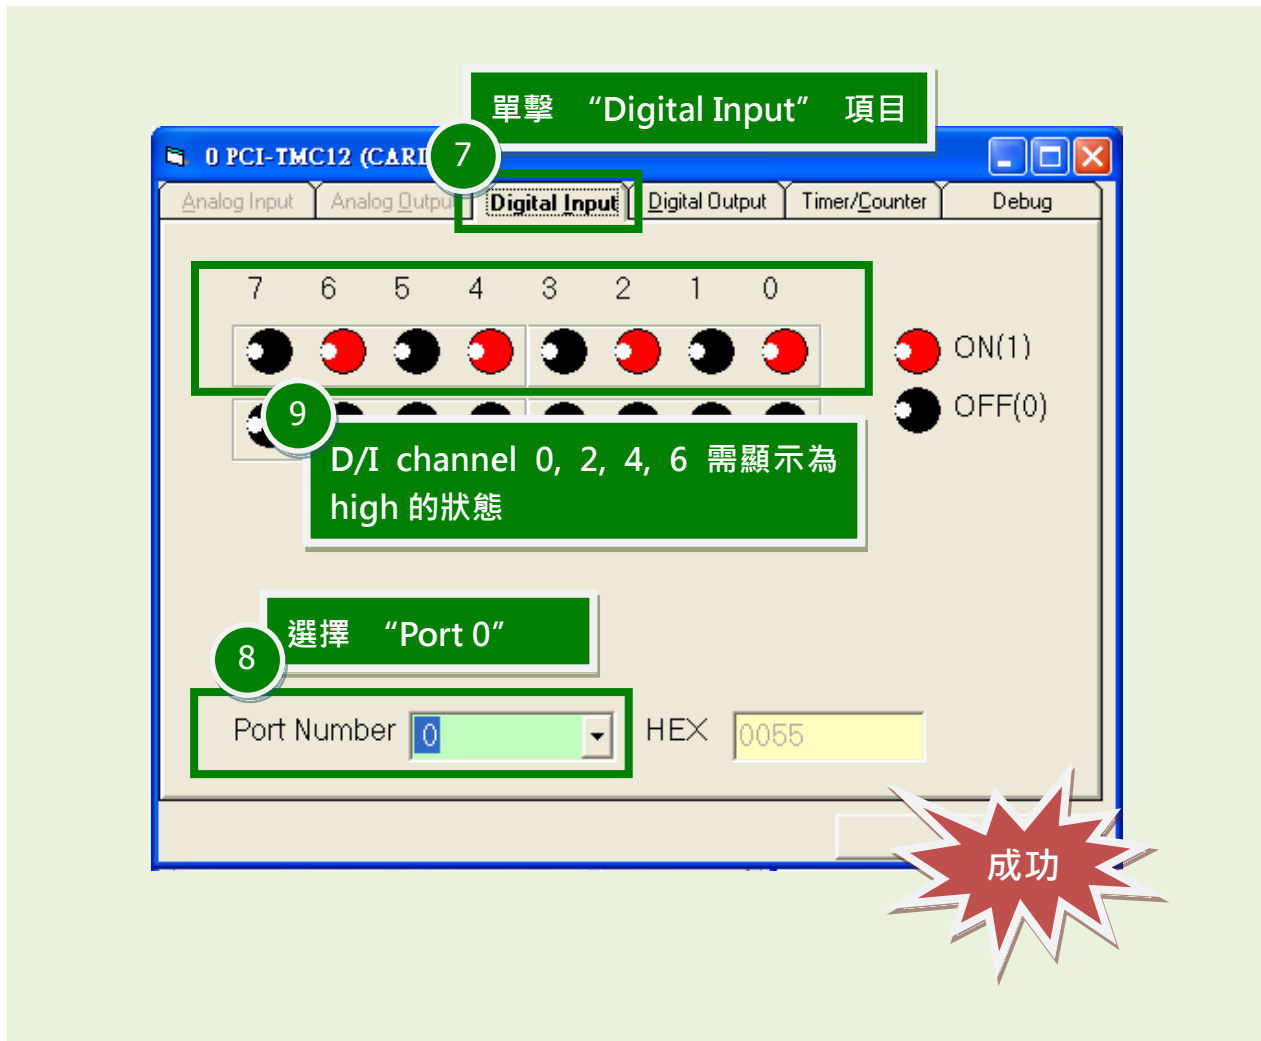 單擊 “Digital Input” 項目
7
0 PCI-TMC12 (CARD
Analog Input Analog Output Digital Input Digital Output Timer/Counter Debug
7 6 5 4 3 2 1 0
ON(1)
OFF(0)
9
D/I channel 0, 2, 4, 6 需顯示為
high 的狀態
8
選擇 “Port 0”
Port Number 0 HEX 0055
成功